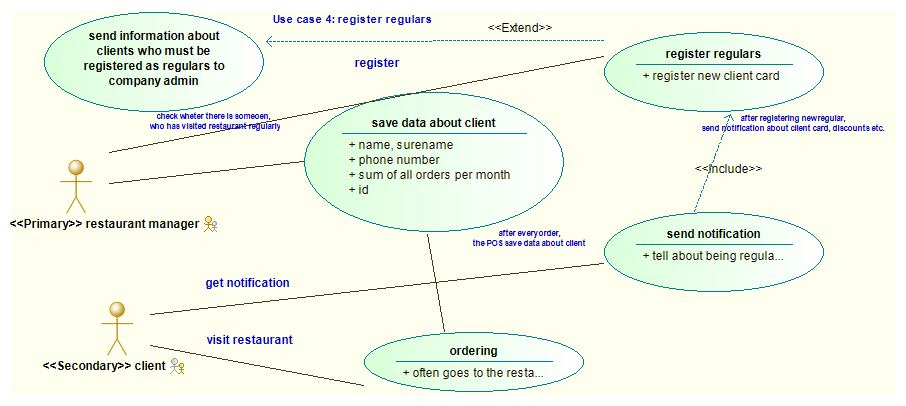 Use case 4: register regulars
<<Extend>>
send information about
clients who must be
registered as regulars to
company admin
register
register regulars
+ register new client card
check wheter there is someoen,
who has visited restaurant regularly
save data about client
+ name, surename
+ phone number
+ sum of all orders per month
+ id
after registering newregular,
send notification about client card, discounts etc.
<<Include>>
<<Primary>> restaurant manager
after every order,
the POS save data about client
send notification
+ tell about being regula...
get notification
visit restaurant
<<Secondary>> client
ordering
+ often goes to the resta...